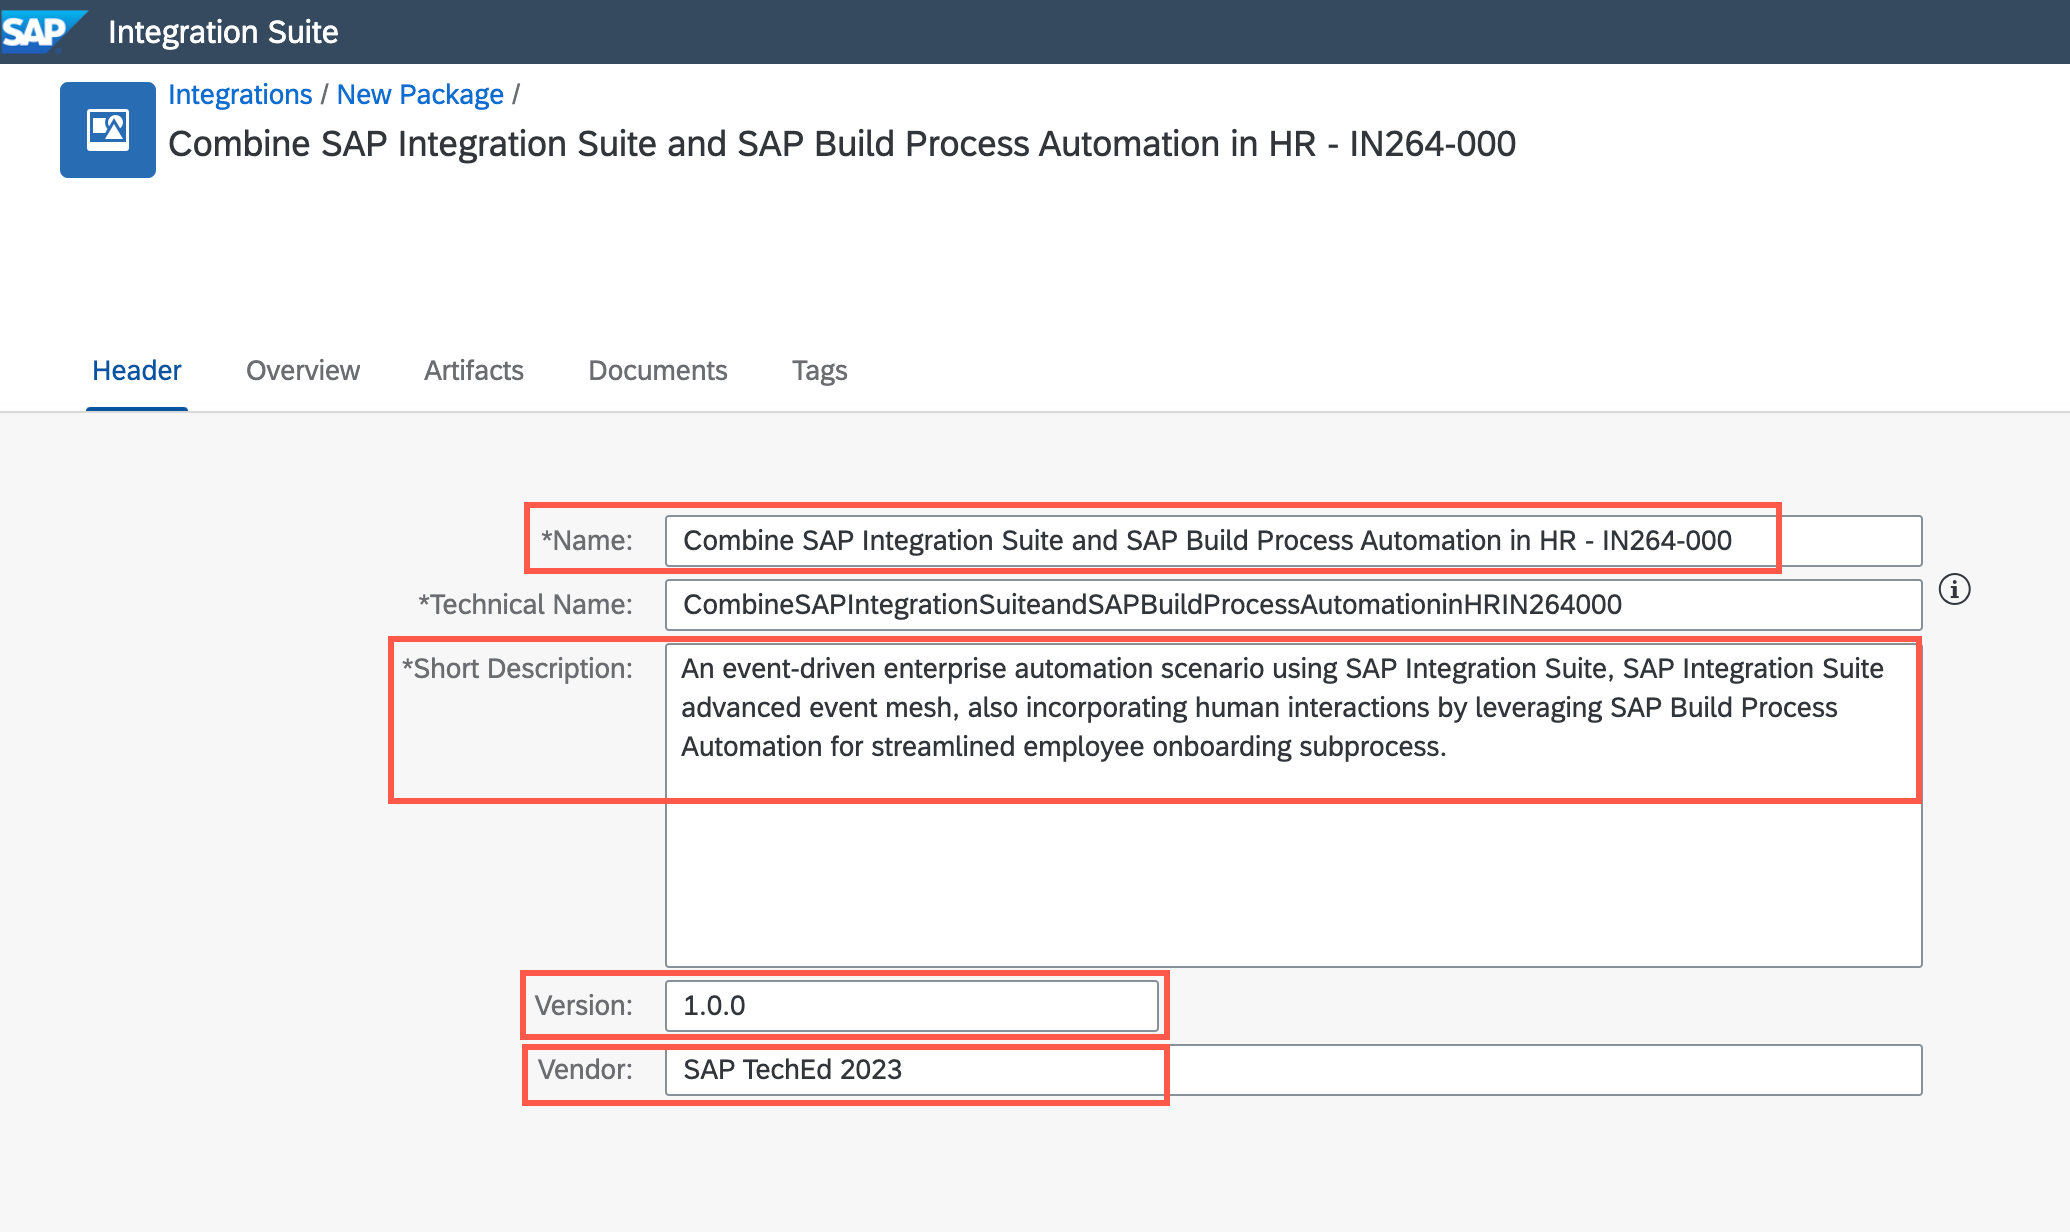 SAP Integration Suite
Integrations / New Package /
Combine SAP Integration Suite and SAP Build Process Automation in HR - IN264-000
Header Overview Artifacts Documents Tags
*Name: Combine SAP Integration Suite and SAP Build Process Automation in HR - IN264-000
*Technical Name: CombineSAPIntegrationSuiteandSAPBuildProcessAutomationinHRIN264000
*Short Description: An event-driven enterprise automation scenario using SAP Integration Suite, SAP Integration Suite
advanced event mesh, also incorporating human interactions by leveraging SAP Build Process
Automation for streamlined employee onboarding subprocess.
Version: 1.0.0
Vendor: SAP TechEd 2023